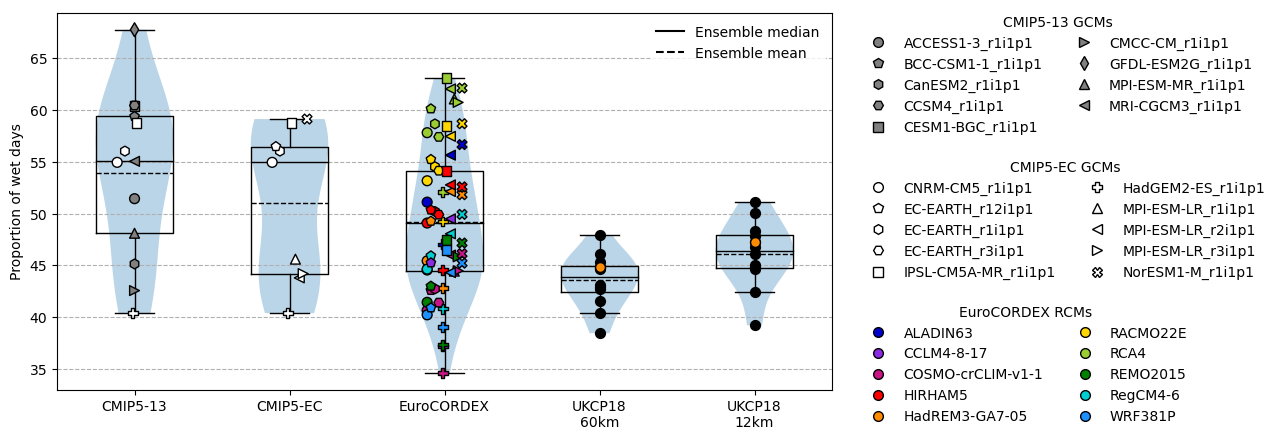 Proportion of wet days
65
60
55
50
45
40
35
Ensemble median
Ensemble mean
CMIP5-13
CMIP5-EC
EuroCORDEX
UKCP18
60km
UKCP18
12km
CMIP5-13 GCMs
ACCESS1-3_r1i1p1
BCC-CSM1-1_r1i1p1
CanESM2_r1i1p1
CCSM4_r1i1p1
CESM1-BGC_r1i1p1
CMCC-CM_r1i1p1
GFDL-ESM2G_r1i1p1
MPI-ESM-MR_r1i1p1
MRI-CGCM3_r1i1p1
CMIP5-EC GCMs
CNRM-CM5_r1i1p1
EC-EARTH_r12i1p1
EC-EARTH_r1i1p1
EC-EARTH_r3i1p1
IPSL-CM5A-MR_r1i1p1
HadGEM2-ES_r1i1p1
MPI-ESM-LR_r1i1p1
MPI-ESM-LR_r2i1p1
MPI-ESM-LR_r3i1p1
NorESM1-M_r1i1p1
EuroCORDEX RCMs
ALADIN63
CCLM4-8-17
COSMO-crCLIM-v1-1
HIRHAM5
HadREM3-GA7-05
RACMO22E
RCA4
REMO2015
RegCM4-6
WRF381P